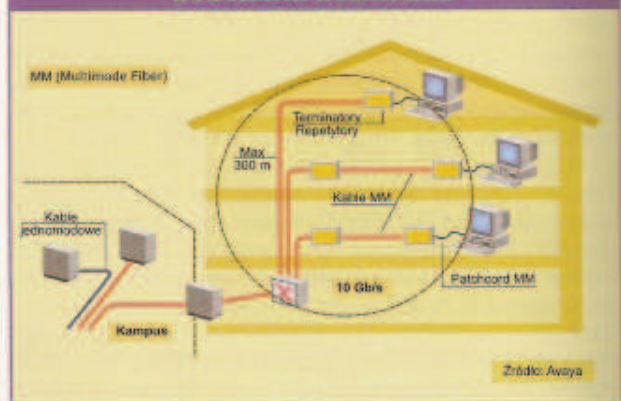 MM (Multimode Fiber)
Terminatory
Repetytory
Max
300 m
Kable MM
Kable
jednomodowe
10 Gb/s
Patchcord MM
Kampus
Źródło: Avaya